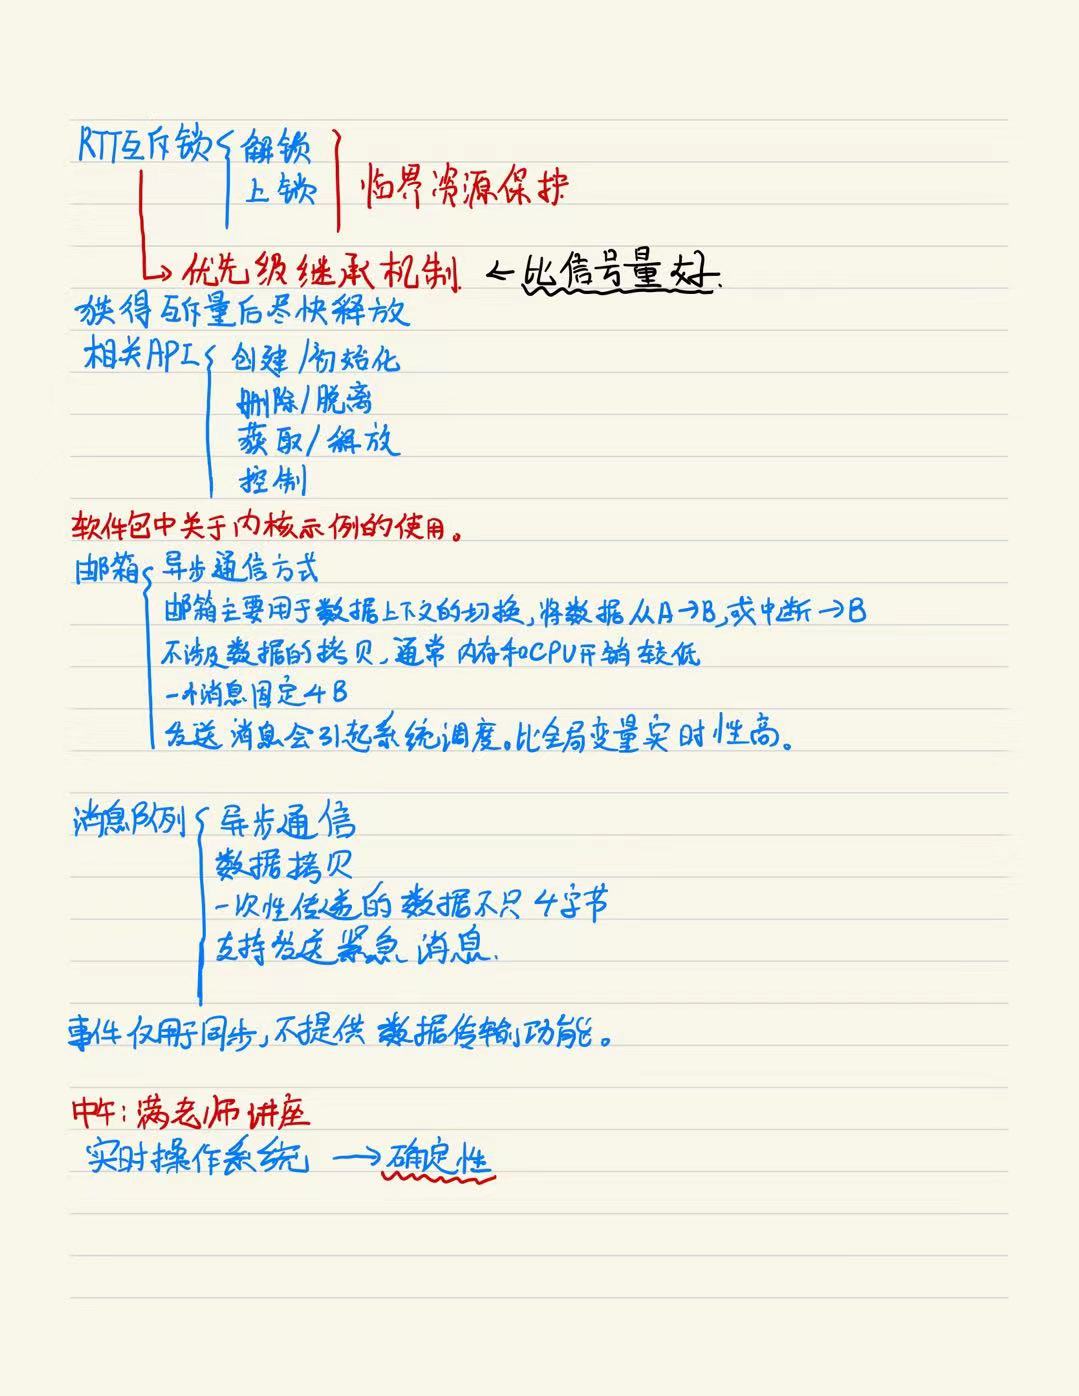 RTT互斥锁 解锁
上锁
临界资源保护
优先级继承机制. ←比信号量好.
获得互斥量后尽快释放
相关API 创建/初始化
删除/脱离
获取/释放
控制
软件包中关于内核示例的使用。
邮箱 异步通信方式
邮箱主要用于数据上下文的切换,将数据从A→B,或中断→B
不涉及数据的拷贝,通常内存和CPU开销较低
一个消息固定4B
发送消息会引起系统调度。比全局变量实时性高。
消息队列 异步通信
数据拷贝
一次性传递的数据不只4字节
支持发送紧急消息.
事件仅用于同步,不提供数据传输功能。
中午:满老师讲座
实时操作系统 →确定性